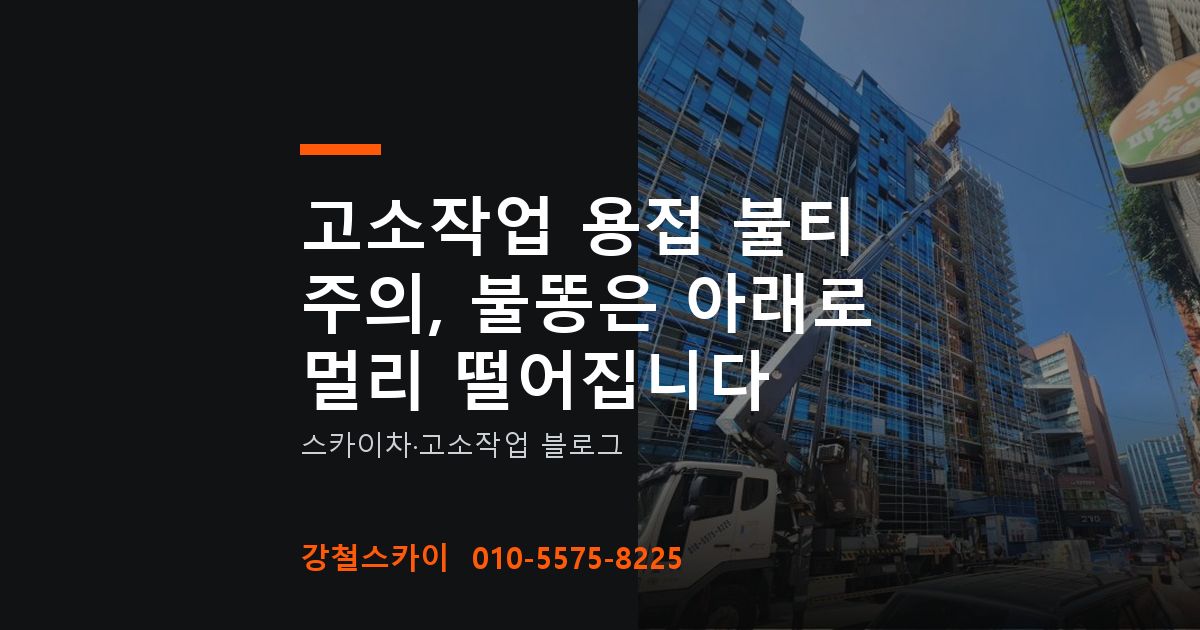 고소작업 용접 불티
주의, 불똥은 아래로
멀리 떨어집니다
스카이차·고소작업 블로그
강철스카이 010-5575-8225